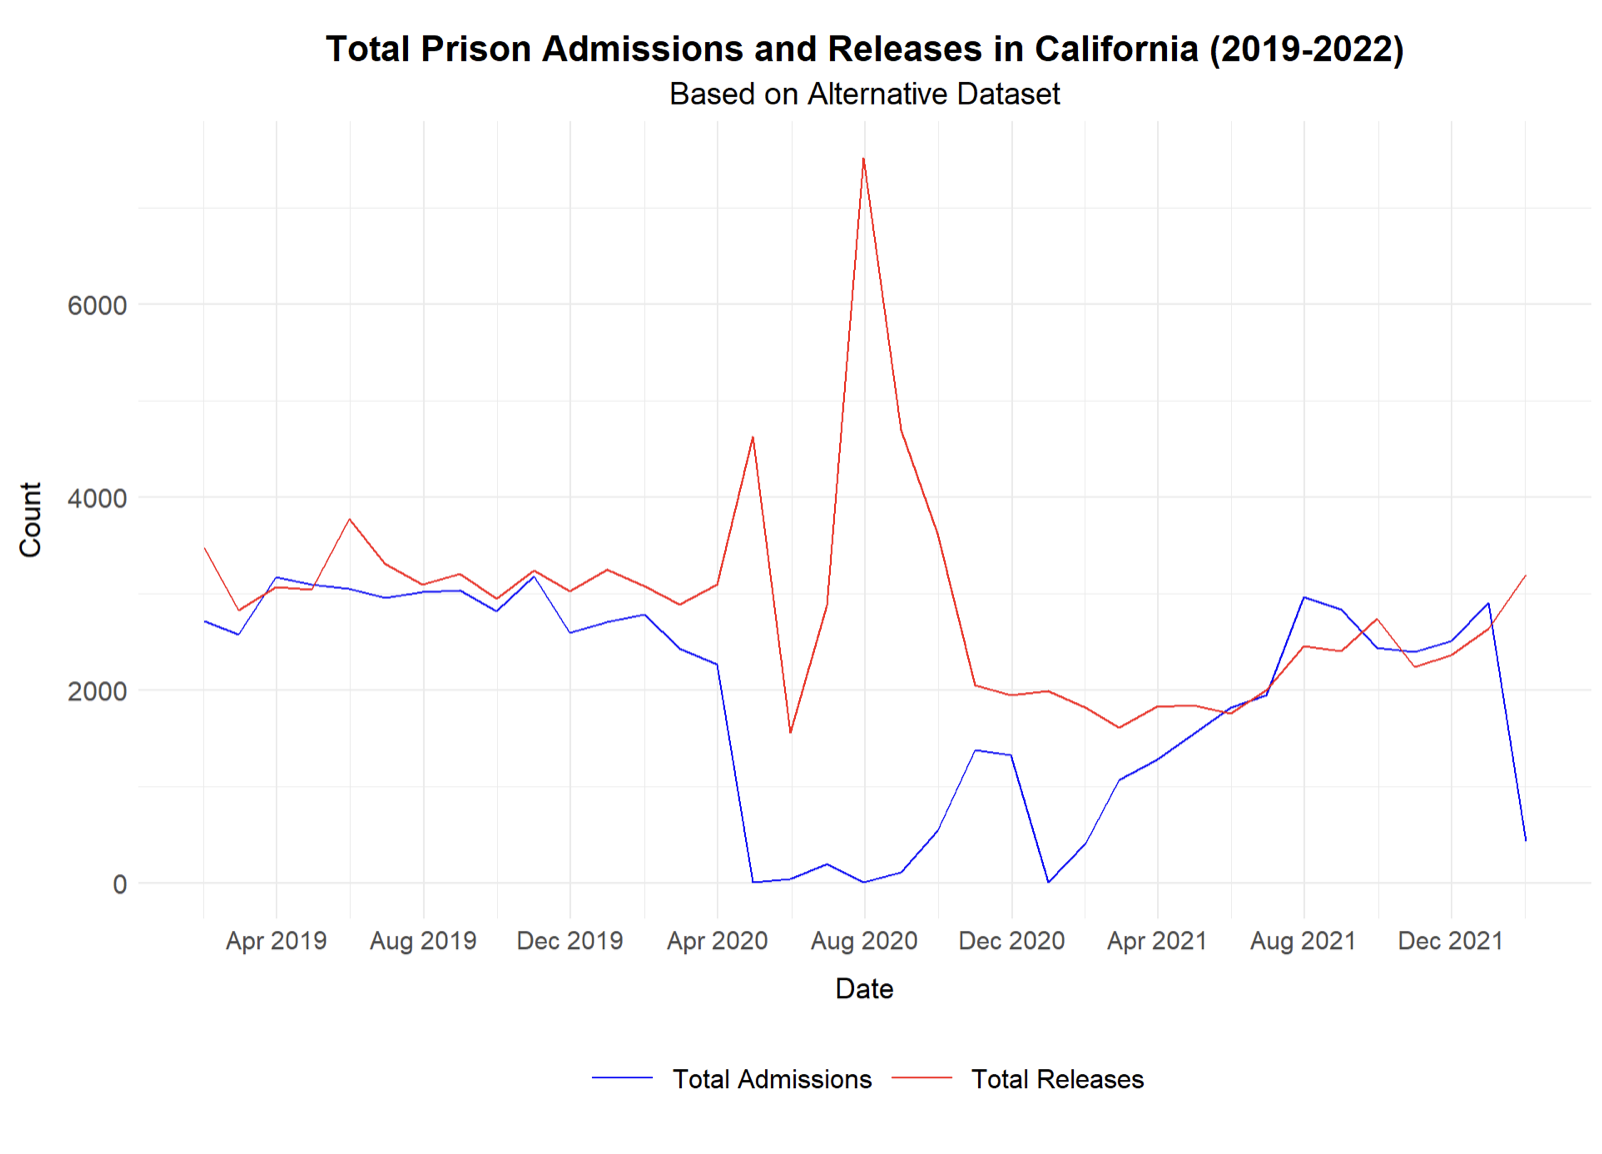 Total Prison Admissions and Releases in California (2019-2022)
Based on Alternative Dataset
Count
6000
4000
2000
0
Apr 2019 Aug 2019 Dec 2019 Apr 2020 Aug 2020 Dec 2020 Apr 2021 Aug 2021 Dec 2021
Date
Total Admissions Total Releases